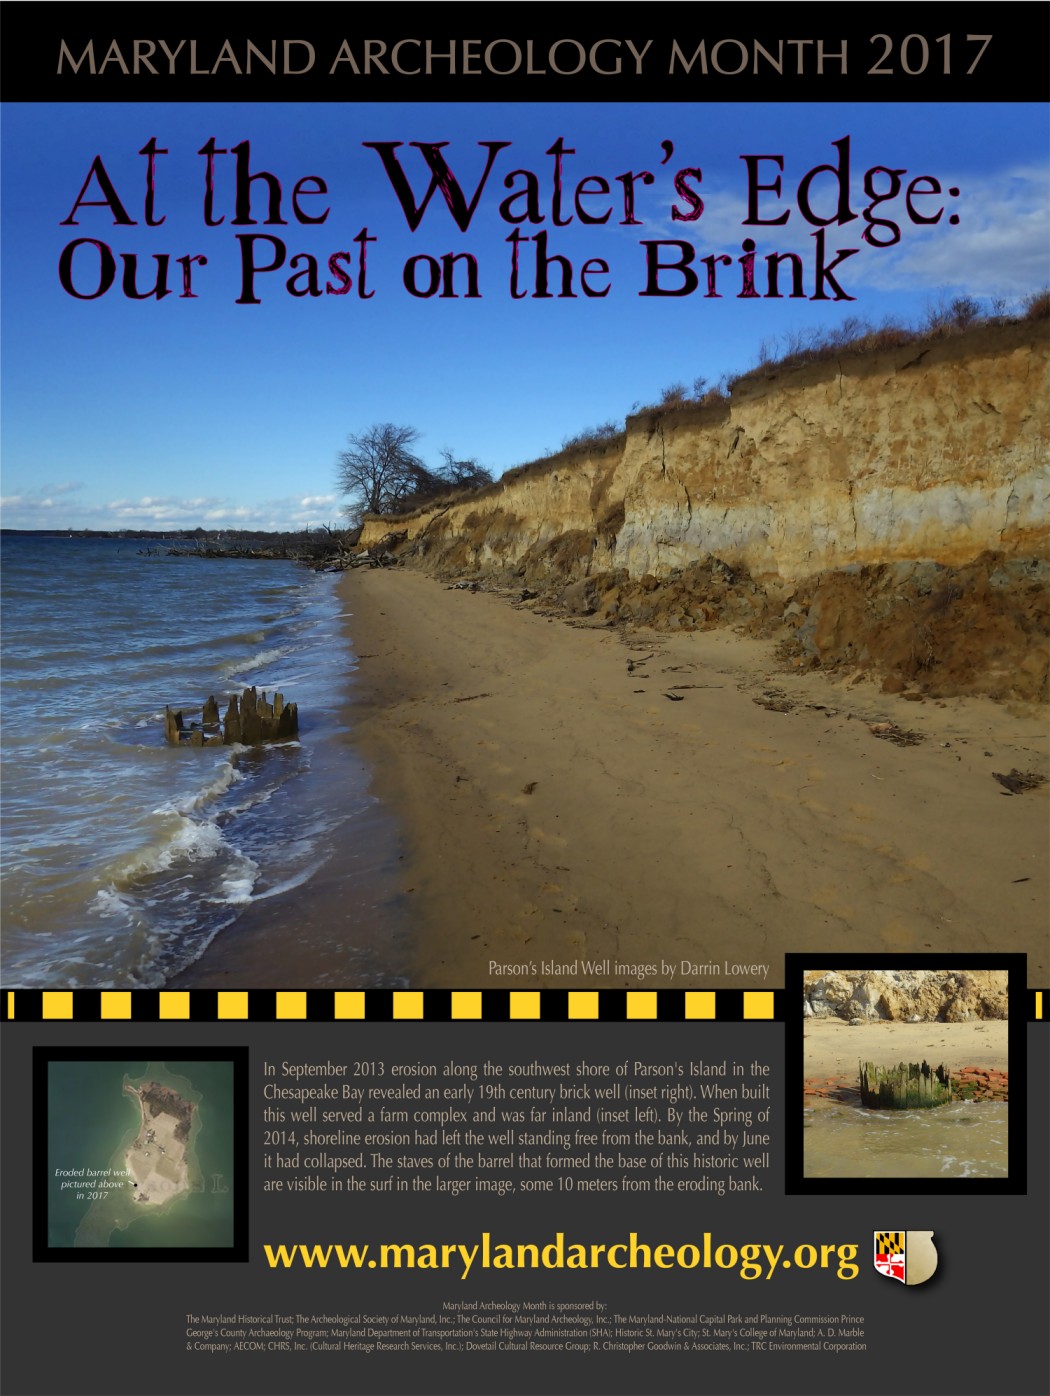 MARYLAND ARCHEOLOGY MONTH 2017
At the Water's Edge:
Our Past on the Brink
Parson's Island Well images by Darrin Lowery
In September 2013 erosion along the southwest shore of Parson's Island in the
Chesapeake Bay revealed an early 19th century brick well (inset right). When built
this well served a farm complex and was far inland (inset left). By the Spring of
2014, shoreline erosion had left the well standing free from the bank, and by June
it had collapsed. The staves of the barrel that formed the base of this historic well
are visible in the surf in the larger image, some 10 meters from the eroding bank.
Eroded barrel well
pictured above
in 2017
www.marylandarcheology.org
Maryland Archeology Month is sponsored by:
The Maryland Historical Trust; The Archeological Society of Maryland, Inc.; The Council for Maryland Archeology, Inc.; The Maryland-National Capital Park and Planning Commission Prince
George's County Archaeology Program; Maryland Department of Transportation's State Highway Administration (SHA); Historic St. Mary's City; St. Mary's College of Maryland; A. D. Marble
& Company; AECOM; CHRS, Inc. (Cultural Heritage Research Services, Inc.); Dovetail Cultural Resource Group; R. Christopher Goodwin & Associates, Inc.; TRC Environmental Corporation